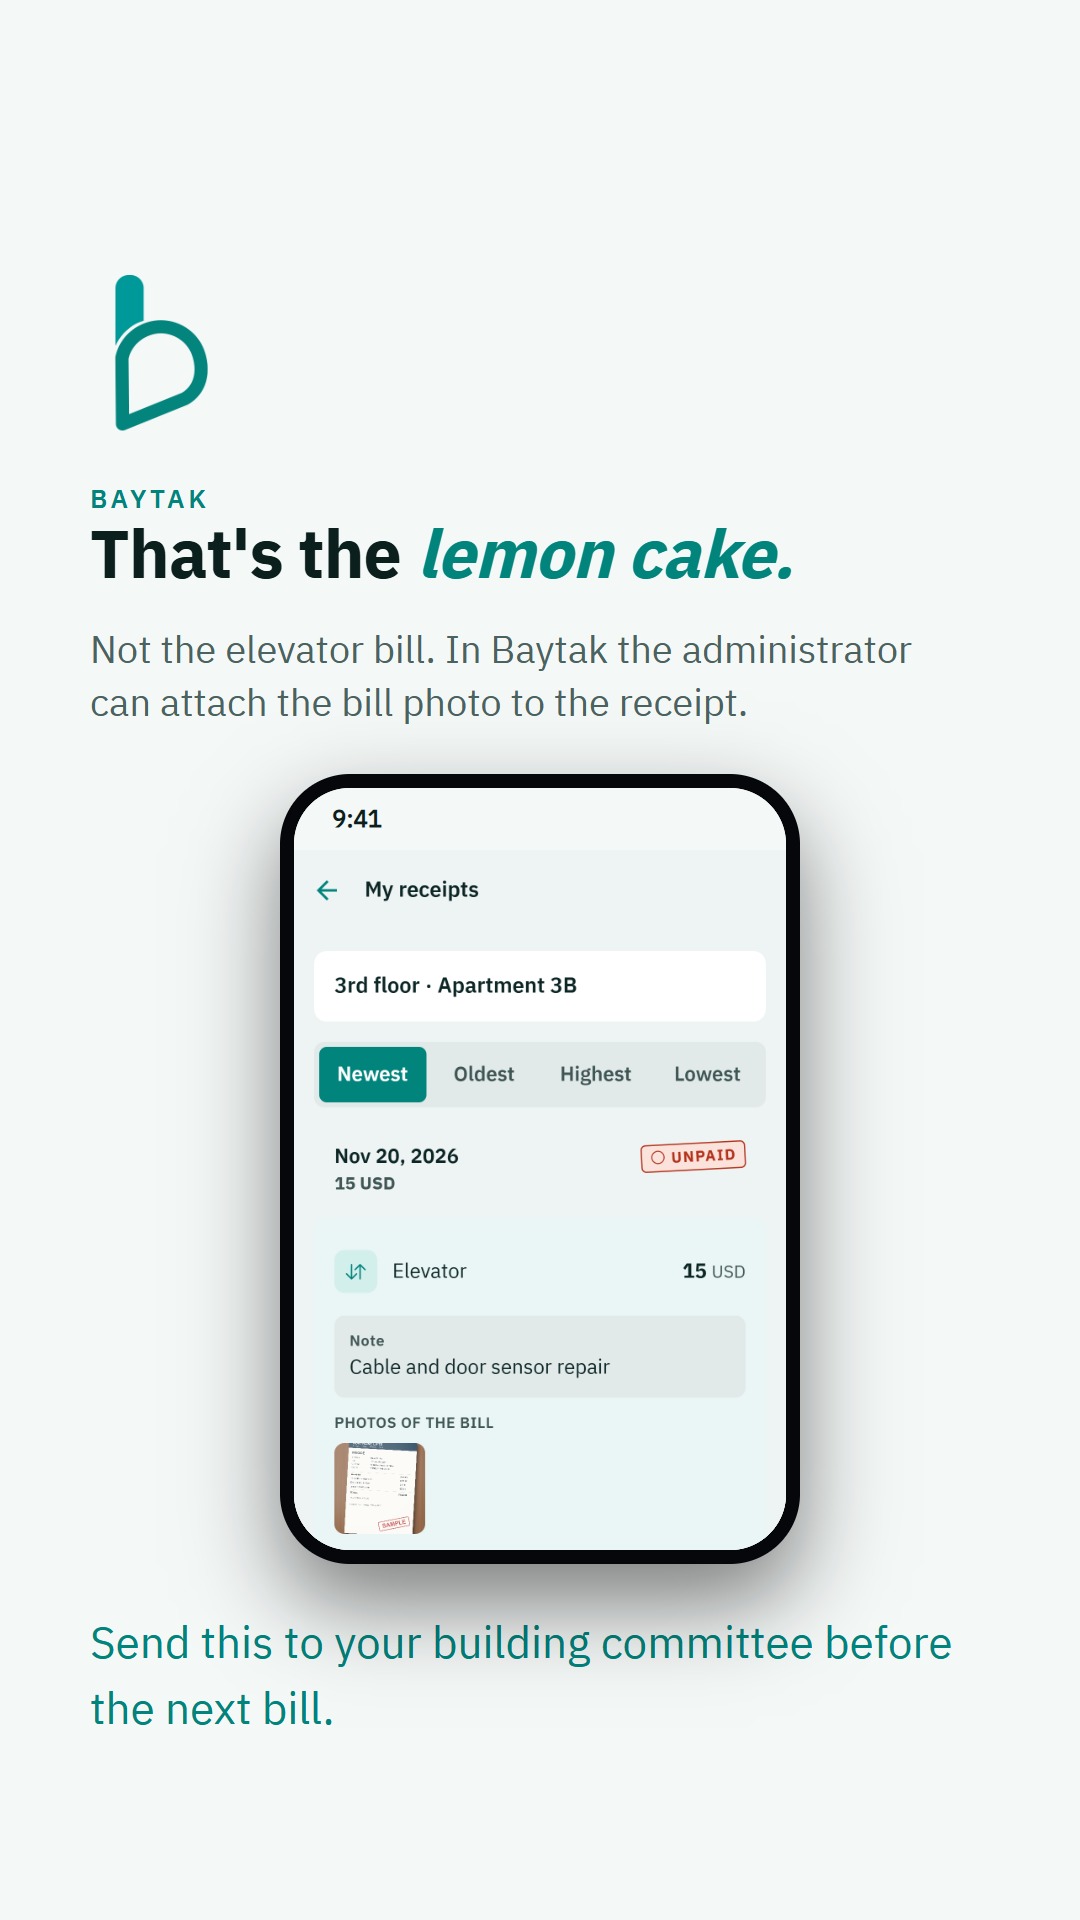 BAYTAK
That's the lemon cake.
Not the elevator bill. In Baytak the administrator
can attach the bill photo to the receipt.
9:41
My receipts
3rd floor · Apartment 3B
Newest Oldest Highest Lowest
Nov 20, 2026 UNPAID
15 USD
Elevator 15 USD
Note
Cable and door sensor repair
PHOTOS OF THE BILL
SAMPLE
Send this to your building committee before
the next bill.